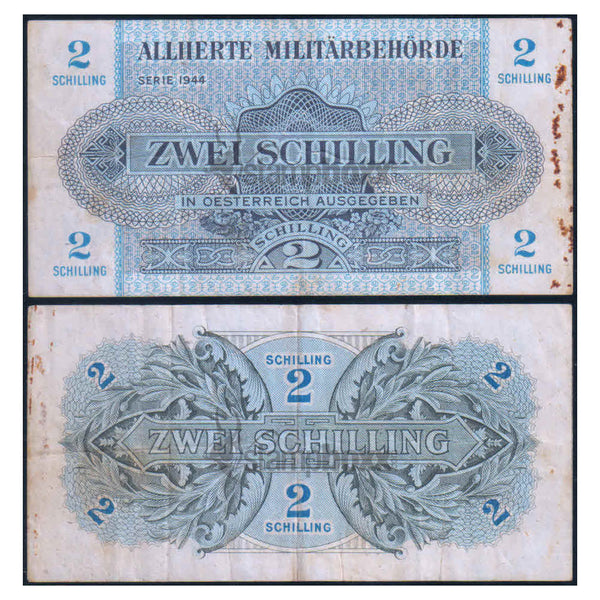 2 ALLIIERTE MILITÄRBEHÖRDE 2
SCHILLING SERIE 1944 SCHILLING
ZWEI SCHILLING
IN OESTERREICH AUSGEGEBEN
2 SCHILLING 2
SCHILLING 2 SCHILLING
SCHILLING
2 2 2
ZWEI SCHILLING
2 2 2
SCHILLING